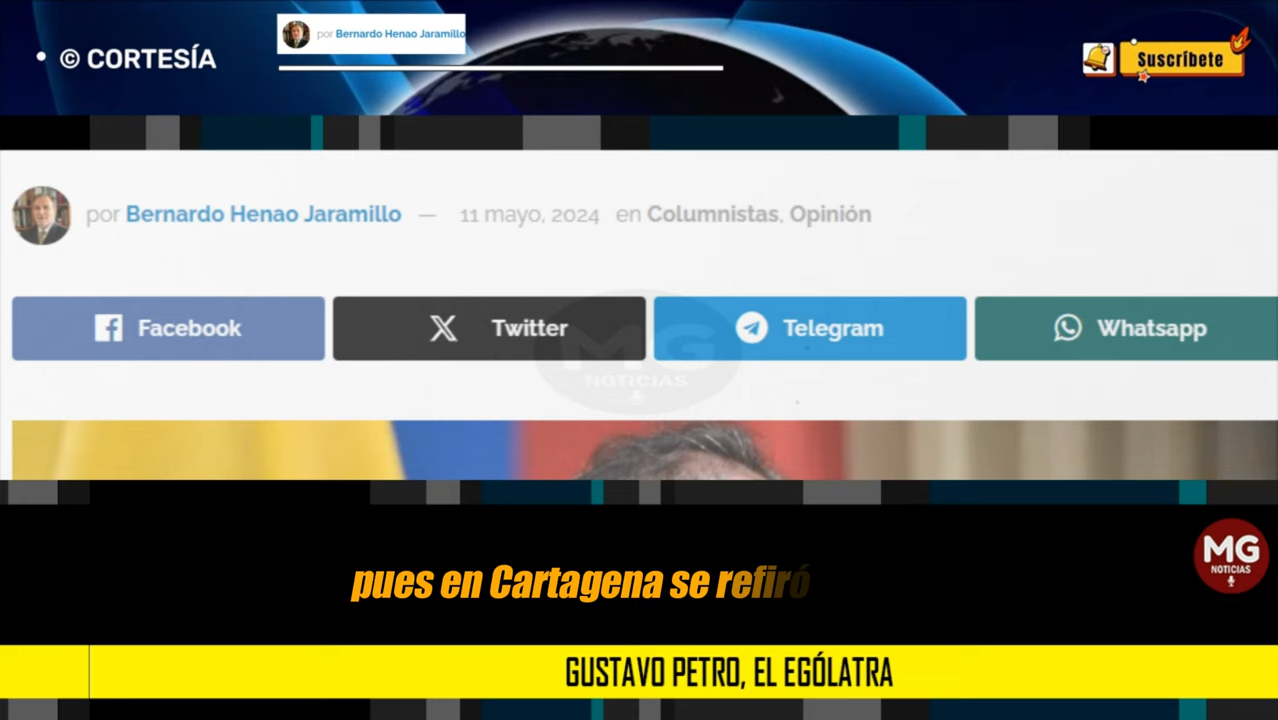 por Bernardo Henao Jaramillo
• © CORTESÍA
Suscríbete
por Bernardo Henao Jaramillo — 11 mayo, 2024 en Columnistas, Opinión
Facebook
Twitter
Telegram
Whatsapp
MG
NOTICIAS
pues en Cartagena se refiró
MG
NOTICIAS
GUSTAVO PETRO, EL EGÓLATRA